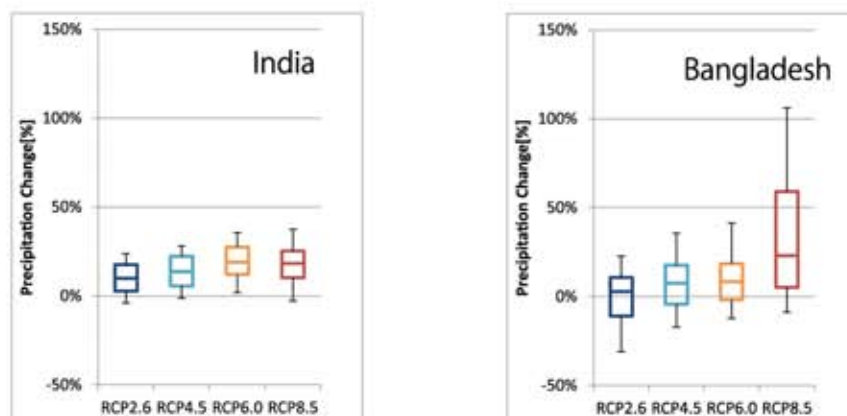 150%
India
100%
50%
0%
-50%
Precipitation Change[%]
RCP2.6 RCP4.5 RCP6.0 RCP8.5
150%
Bangladesh
100%
50%
0%
-50%
Precipitation Change[%]
RCP2.6 RCP4.5 RCP6.0 RCP8.5